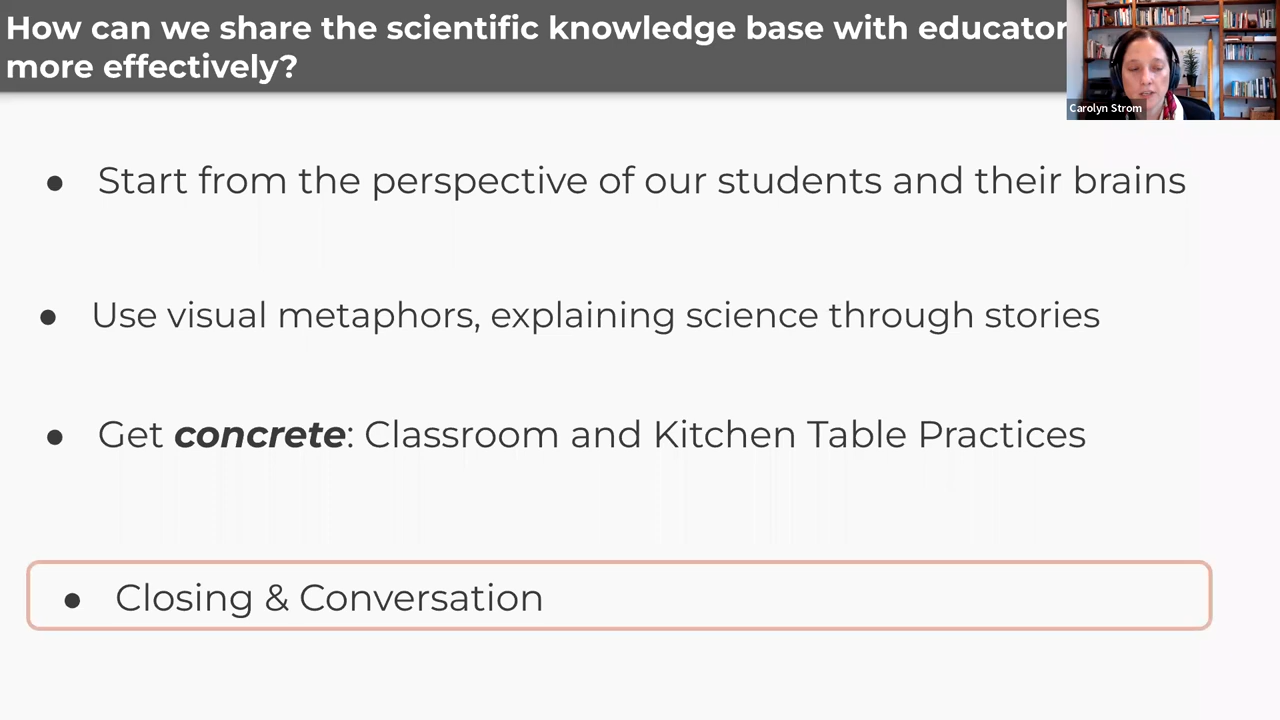 How can we share the scientific knowledge base with educator
more effectively?
Carolyn Strom
● Start from the perspective of our students and their brains
● Use visual metaphors, explaining science through stories
● Get concrete: Classroom and Kitchen Table Practices
● Closing & Conversation